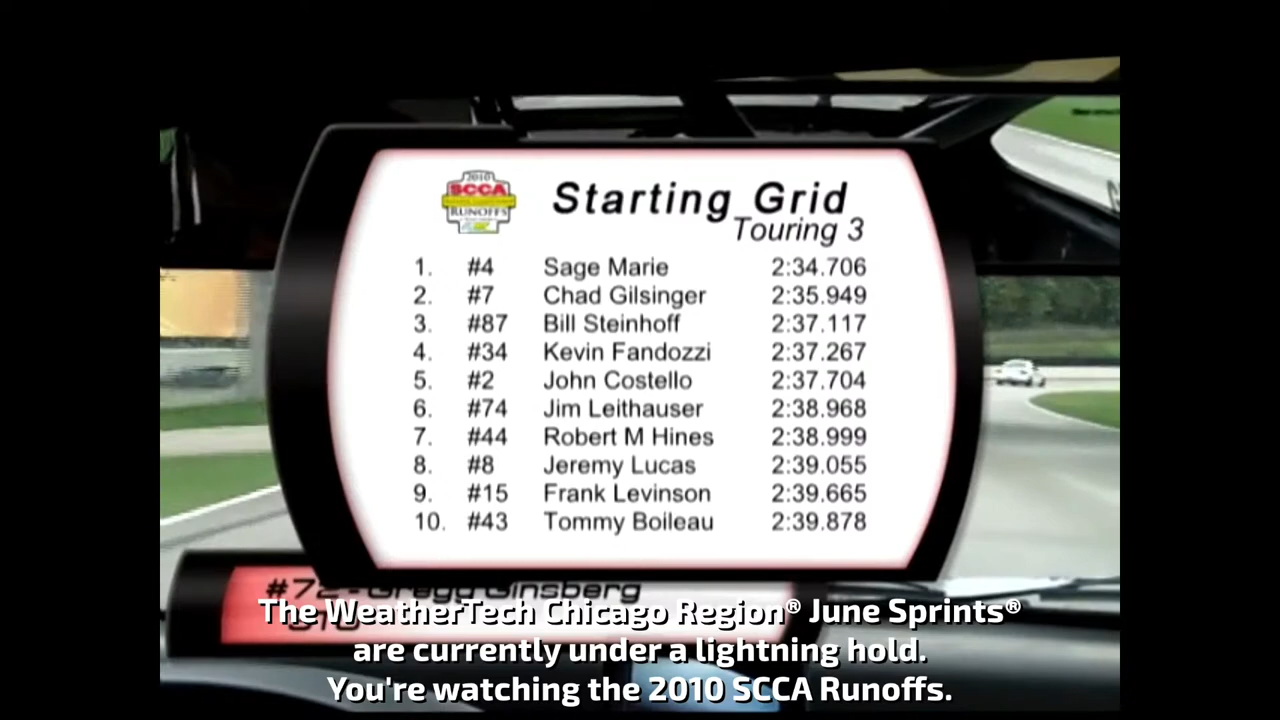 2010
SCCA
RUNOFFS
Starting Grid
Touring 3
1. #4 Sage Marie 2:34.706
2. #7 Chad Gilsinger 2:35.949
3. #87 Bill Steinhoff 2:37.117
4. #34 Kevin Fandozzi 2:37.267
5. #2 John Costello 2:37.704
6. #74 Jim Leithauser 2:38.968
7. #44 Robert M Hines 2:38.999
8. #8 Jeremy Lucas 2:39.055
9. #15 Frank Levinson 2:39.665
10. #43 Tommy Boileau 2:39.878
#72 - Gregg Ginsberg
The WeatherTech Chicago Region® June Sprints®
are currently under a lightning hold.
You're watching the 2010 SCCA Runoffs.